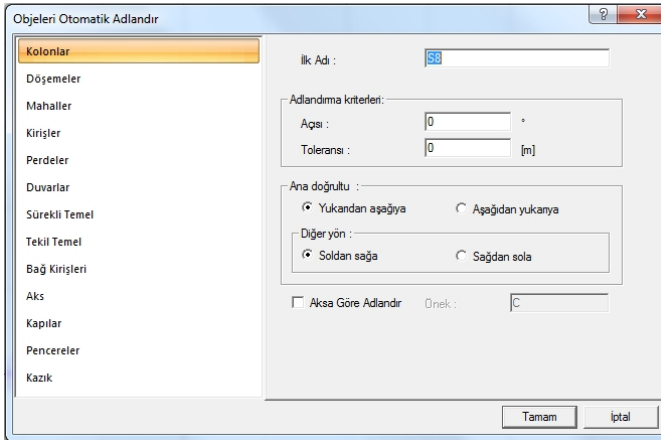 Objeleri Otomatik Adlandır
Kolonlar
Döşemeler
Mahaller
Kirişler
Perdeler
Duvarlar
Sürekli Temel
Tekil Temel
Bağ Kirişleri
Aks
Kapılar
Pencereler
Kazık
İlk Adı : S8
Adlandırma kriterleri:
Açısı : 0 °
Toleransı : 0 [m]
Ana doğrultu :
Yukarıdan aşağıya Aşağıdan yukarıya
Diğer yön :
Soldan sağa Sağdan sola
Aksa Göre Adlandır Önek : C
Tamam İptal